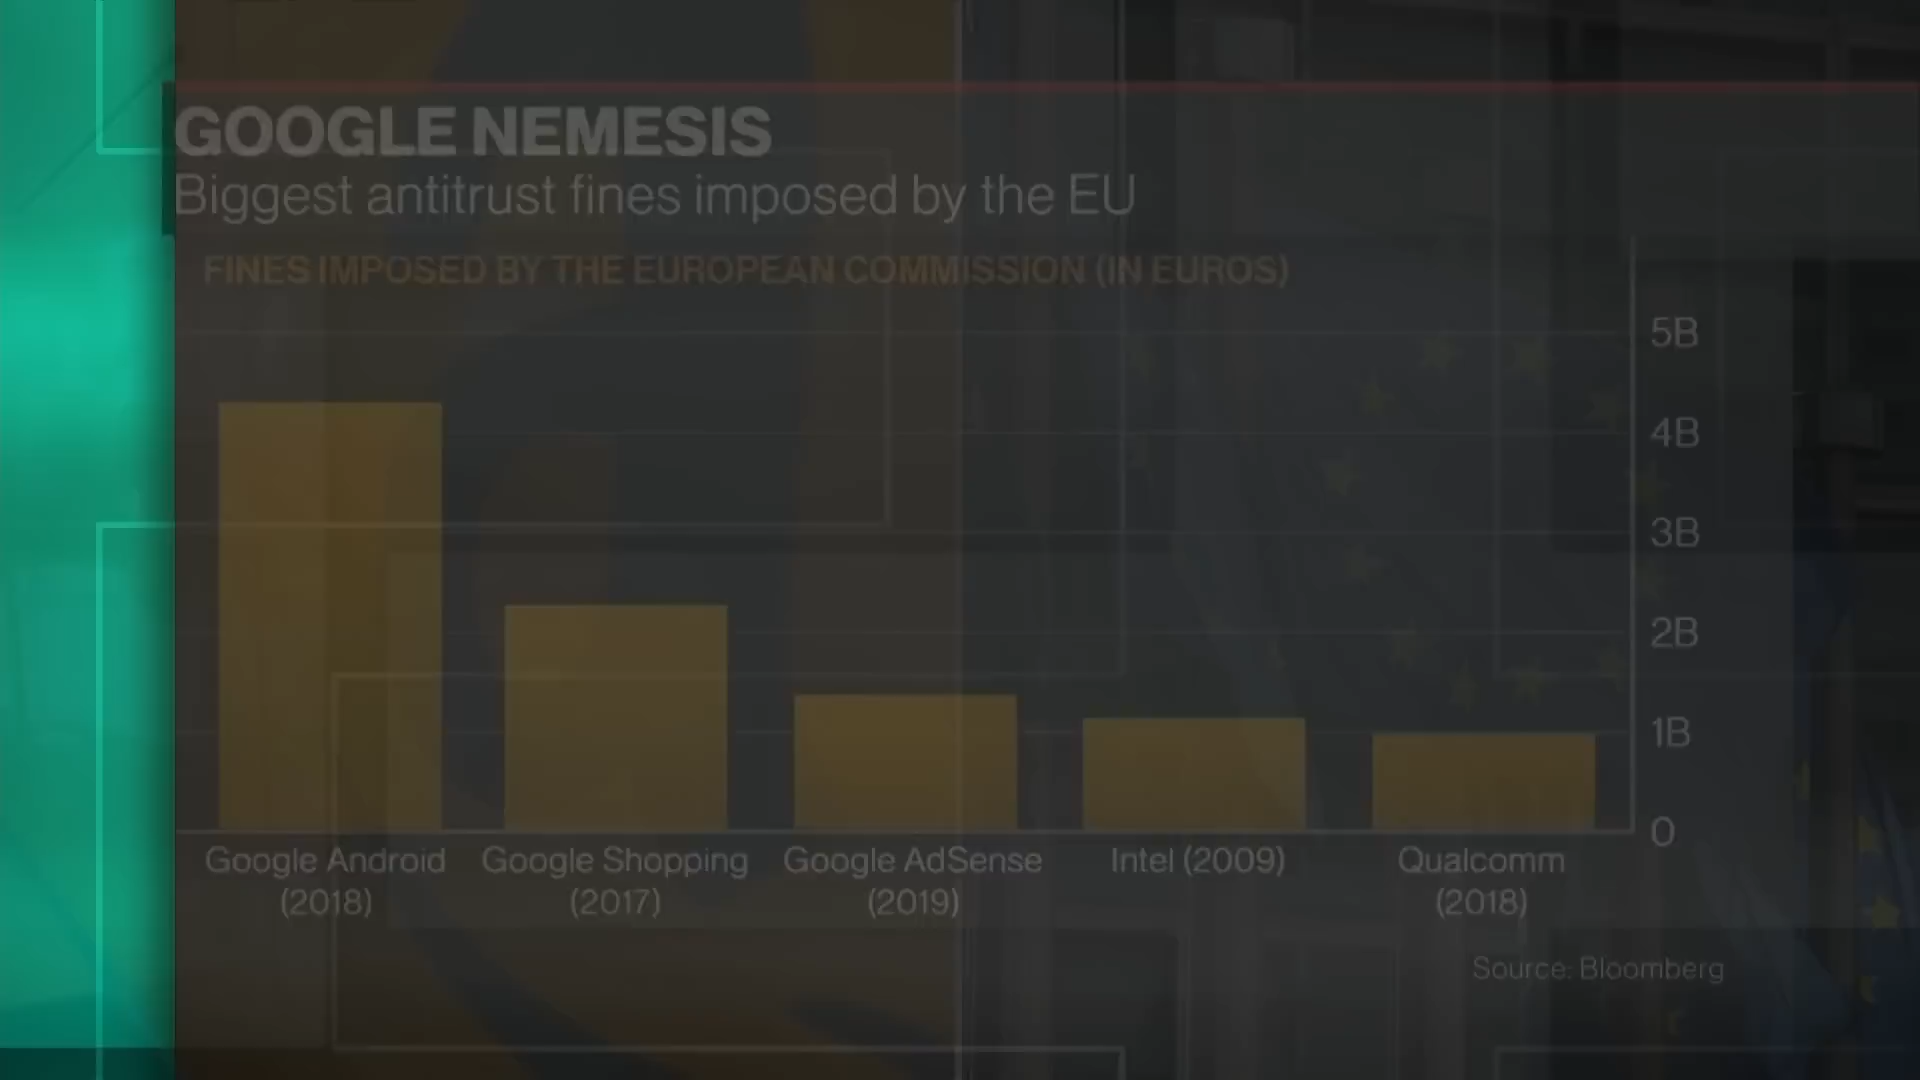 GOOGLE NEMESIS
Biggest antitrust fines imposed by the EU
FINES IMPOSED BY THE EUROPEAN COMMISSION (IN EUROS)
5B
4B
3B
2B
1B
0
Google Android
(2018)
Google Shopping
(2017)
Google AdSense
(2019)
Intel (2009)
Qualcomm
(2018)
Source: Bloomberg